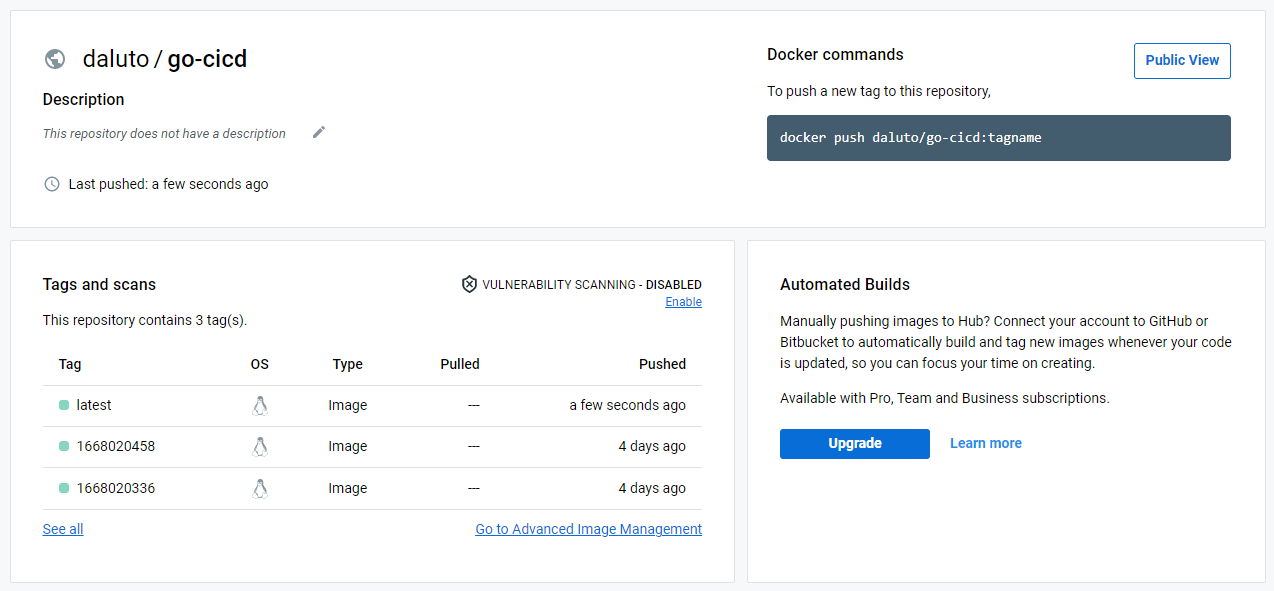 daluto / go-cicd
Description
This repository does not have a description
Last pushed: a few seconds ago
Docker commands
Public View
To push a new tag to this repository,
docker push daluto/go-cicd:tagname
Tags and scans
VULNERABILITY SCANNING - DISABLED
Enable
This repository contains 3 tag(s).
Tag OS Type Pulled Pushed
latest Image --- a few seconds ago
1668020458 Image --- 4 days ago
1668020336 Image --- 4 days ago
See all Go to Advanced Image Management
Automated Builds
Manually pushing images to Hub? Connect your account to GitHub or
Bitbucket to automatically build and tag new images whenever your code
is updated, so you can focus your time on creating.
Available with Pro, Team and Business subscriptions.
Upgrade Learn more